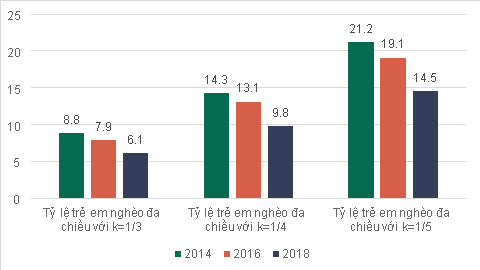 25
20
15
10
5
0
8.8
7.9
6.1
14.3
13.1
9.8
21.2
19.1
14.5
Tỷ lệ trẻ em nghèo đa
chiều với k=1/3
Tỷ lệ trẻ em nghèo đa
chiều với k=1/4
Tỷ lệ trẻ em nghèo đa
chiều với k=1/5
2014 2016 2018